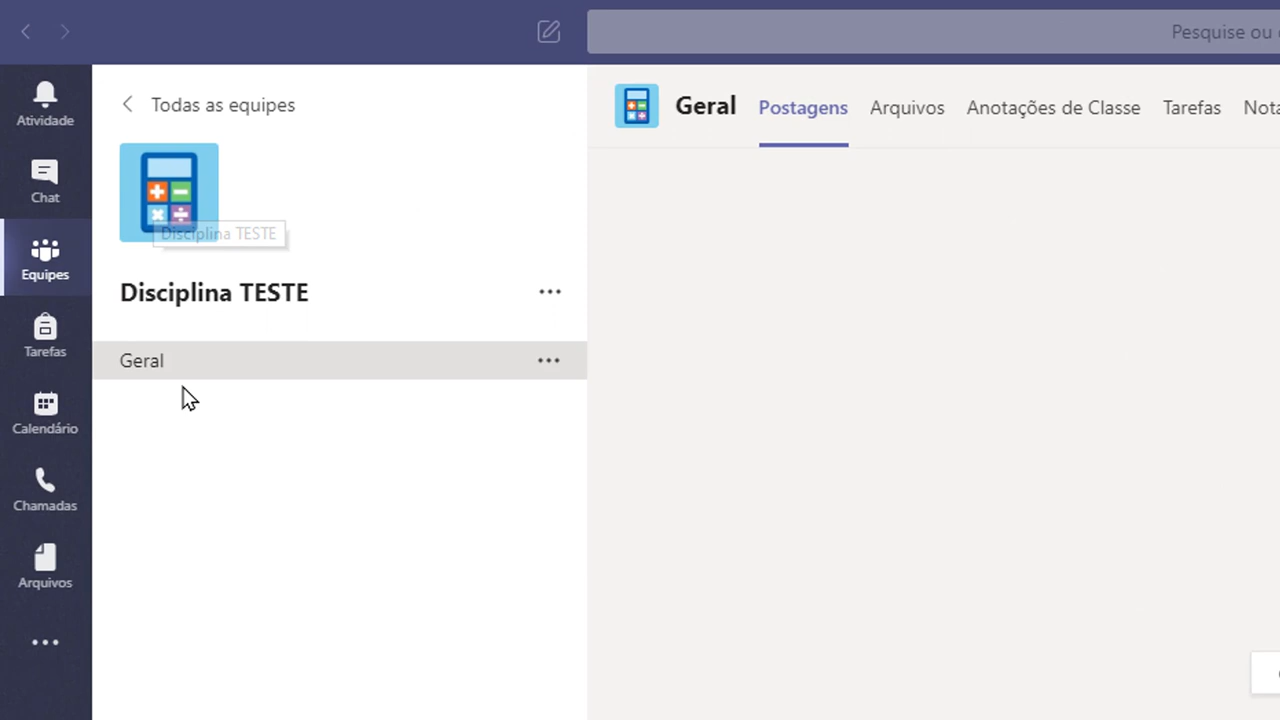 Pesquise ou
Atividade
Chat
Equipes
Tarefas
Calendário
Chamadas
Arquivos
Todas as equipes
Disciplina TESTE
Disciplina TESTE
Geral
Geral
Postagens
Arquivos
Anotações de Classe
Tarefas